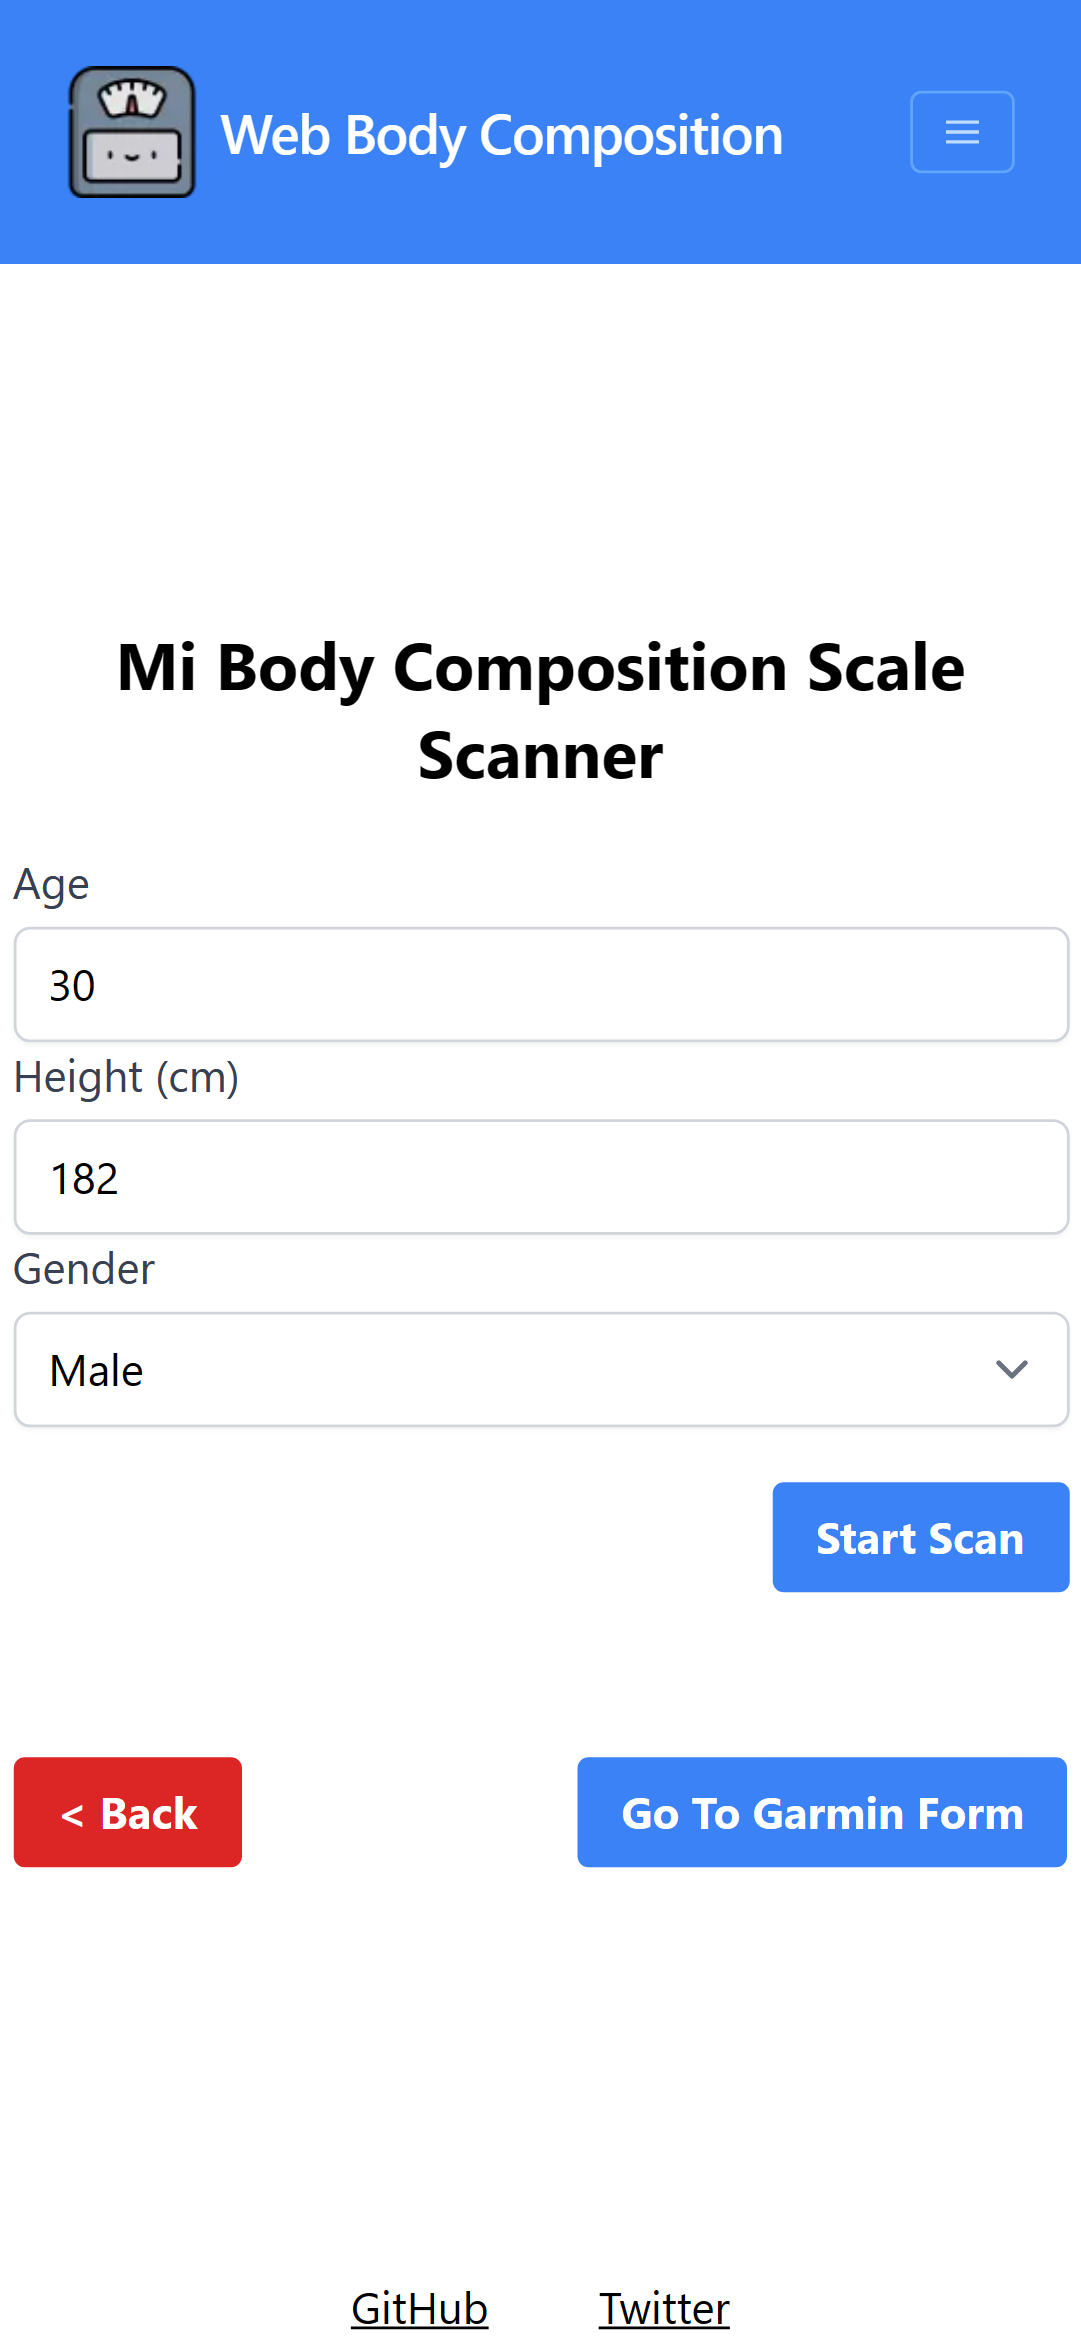 Web Body Composition
Mi Body Composition Scale
Scanner
Age
30
Height (cm)
182
Gender
Male
Start Scan
< Back
Go To Garmin Form
GitHub
Twitter